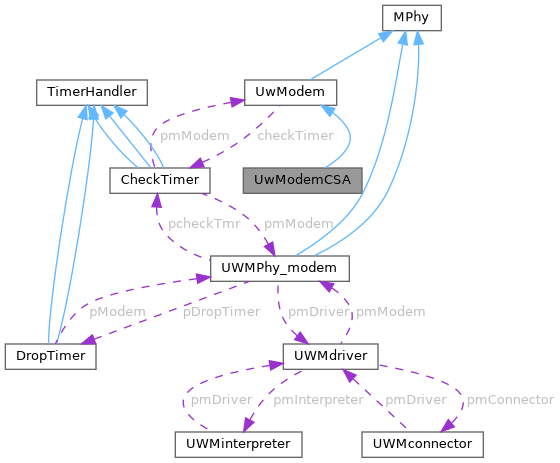 MPhy
TimerHandler
UwModem
pmModem
checkTimer
CheckTimer
UwModemCSA
pcheckTmr
pmModem
UWMPhy_modem
pModem
pDropTimer
pmDriver
pmModem
DropTimer
UWMdriver
pmDriver
pmInterpreter
pmDriver
pmConnector
UWMinterpreter
UWMconnector